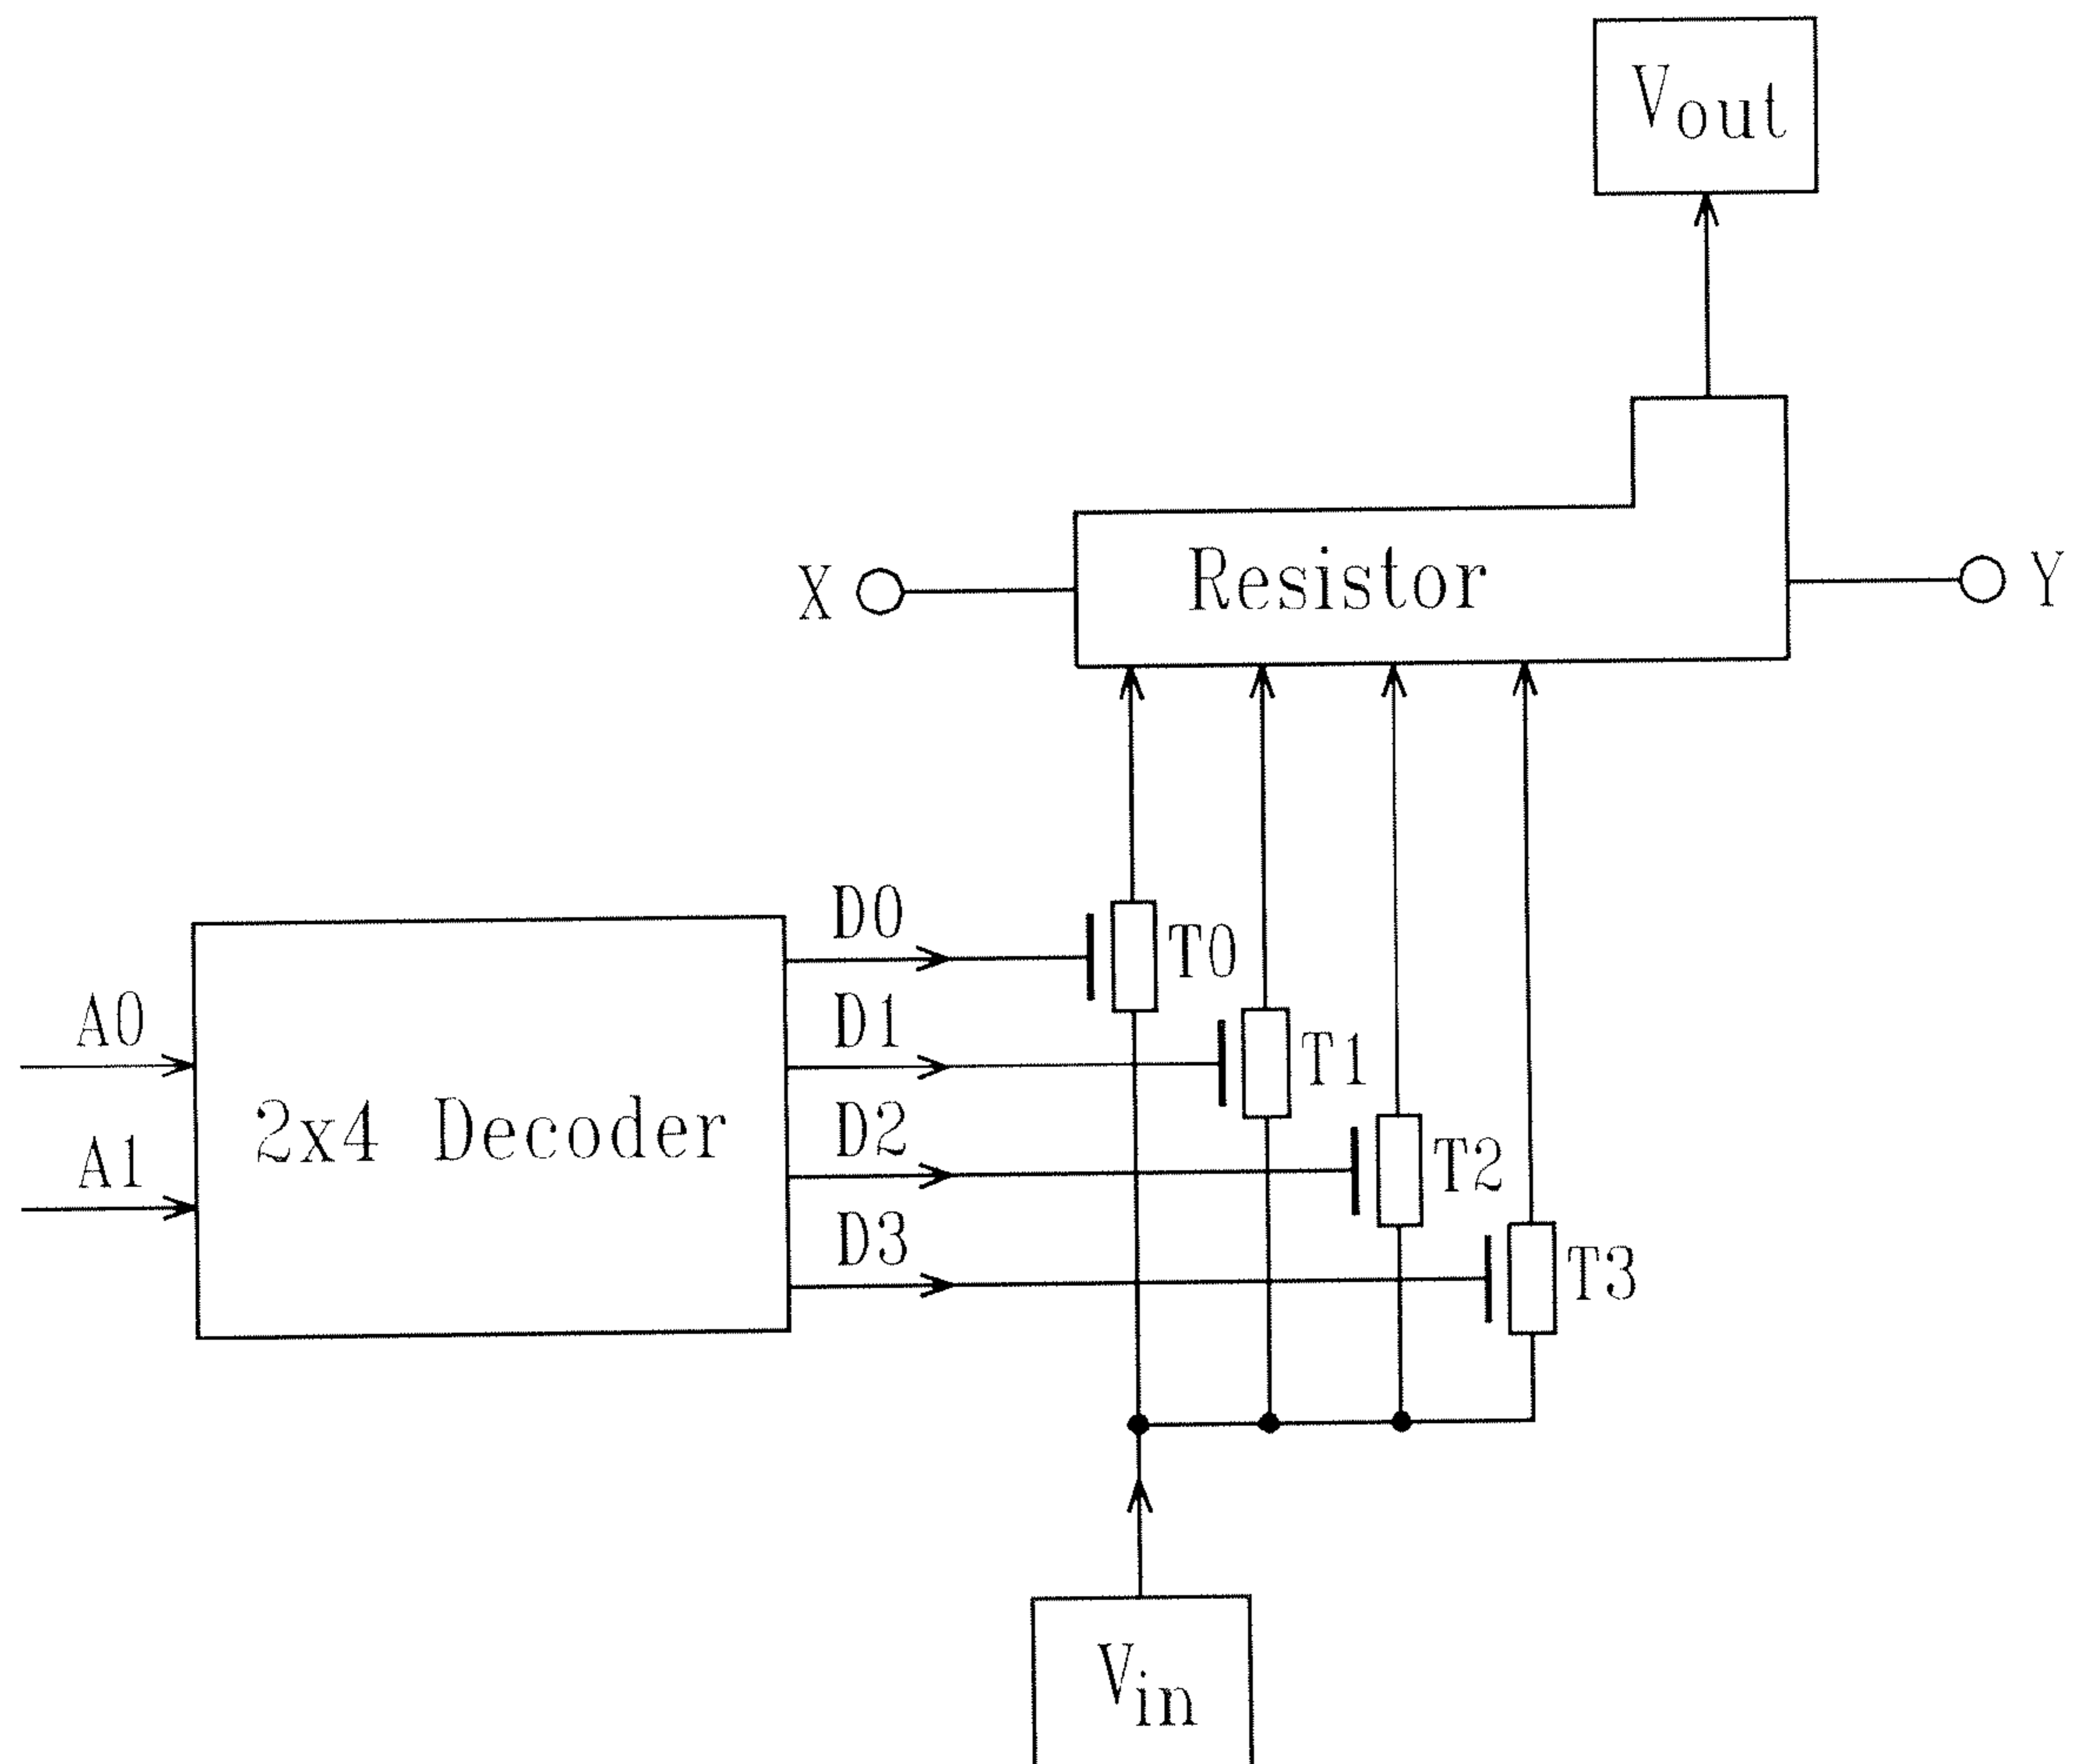 Vout
Resistor
X
Y
D0
T0
A0
D1
T1
2x4 Decoder
D2
A1
T2
D3
T3
Vin